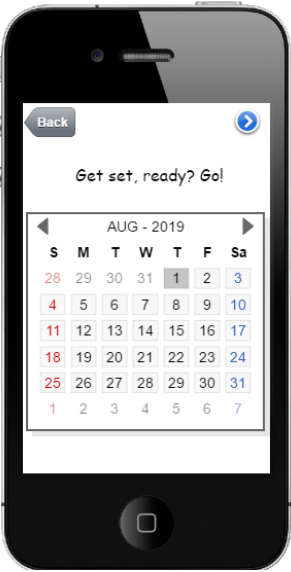 Back
Get set, ready? Go!
AUG - 2019
S M T W T F Sa
28 29 30 31 1 2 3
4 5 6 7 8 9 10
11 12 13 14 15 16 17
18 19 20 21 22 23 24
25 26 27 28 29 30 31
1 2 3 4 5 6 7